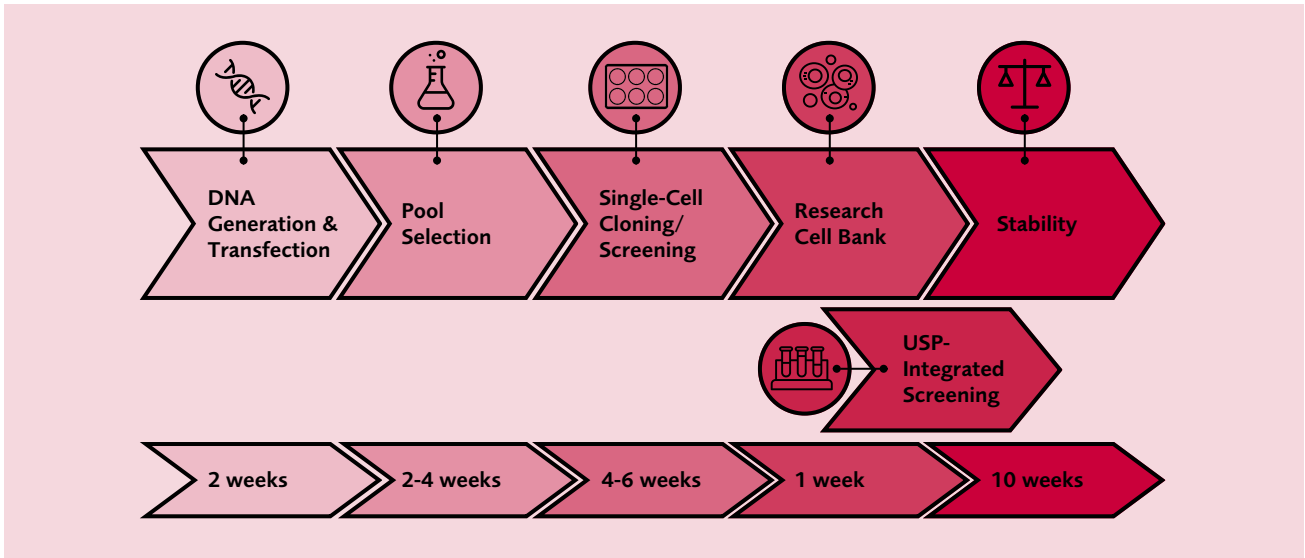 DNA
Generation &
Transfection
Pool
Selection
Single-Cell
Cloning/
Screening
Research
Cell Bank
Stability
USP-
Integrated
Screening
2 weeks
2-4 weeks
4-6 weeks
1 week
10 weeks